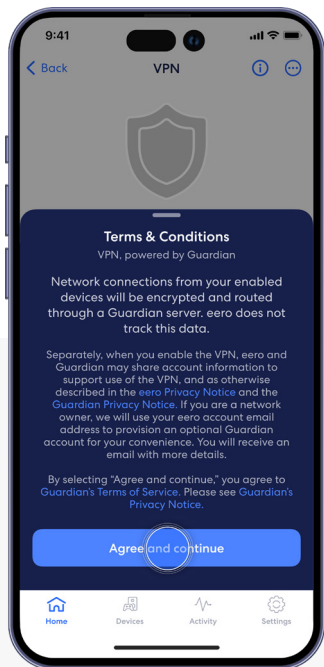 9:41
Back
VPN
Terms & Conditions
VPN, powered by Guardian
Network connections from your enabled
devices will be encrypted and routed
through a Guardian server. eero does not
track this data.
Separately, when you enable the VPN, eero and
Guardian may share account information to
support use of the VPN, and as otherwise
described in the eero Privacy Notice and the
Guardian Privacy Notice. If you are a network
owner, we will use your eero account email
address to provision an optional Guardian
account for your convenience. You will receive an
email with more details.
By selecting “Agree and continue,” you agree to
Guardian's Terms of Service. Please see Guardian's
Privacy Notice.
Agree and continue
Home
Devices
Activity
Settings